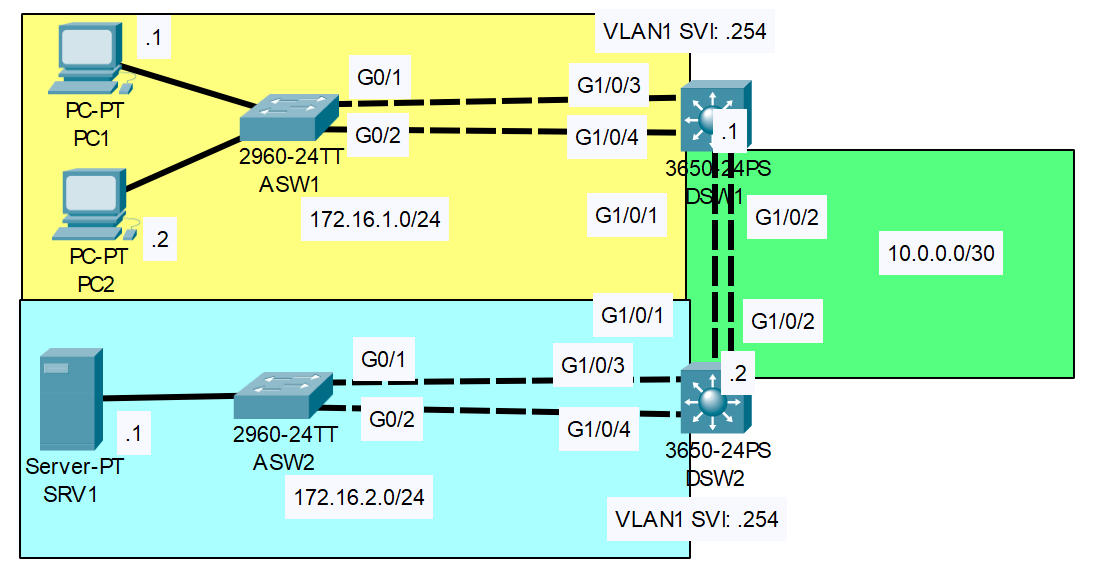 .1
PC-PT
PC1
.2
PC-PT
PC2
2960-24TT
ASW1
G0/1
G0/2
172.16.1.0/24
VLAN1 SVI: .254
G1/0/3
G1/0/4
.1
3650-24PS
DSW1
G1/0/1
G1/0/2
10.0.0.0/30
G1/0/1
G1/0/2
Server-PT
SRV1
.1
2960-24TT
ASW2
G0/1
G0/2
172.16.2.0/24
G1/0/3
G1/0/4
.2
3650-24PS
DSW2
VLAN1 SVI: .254